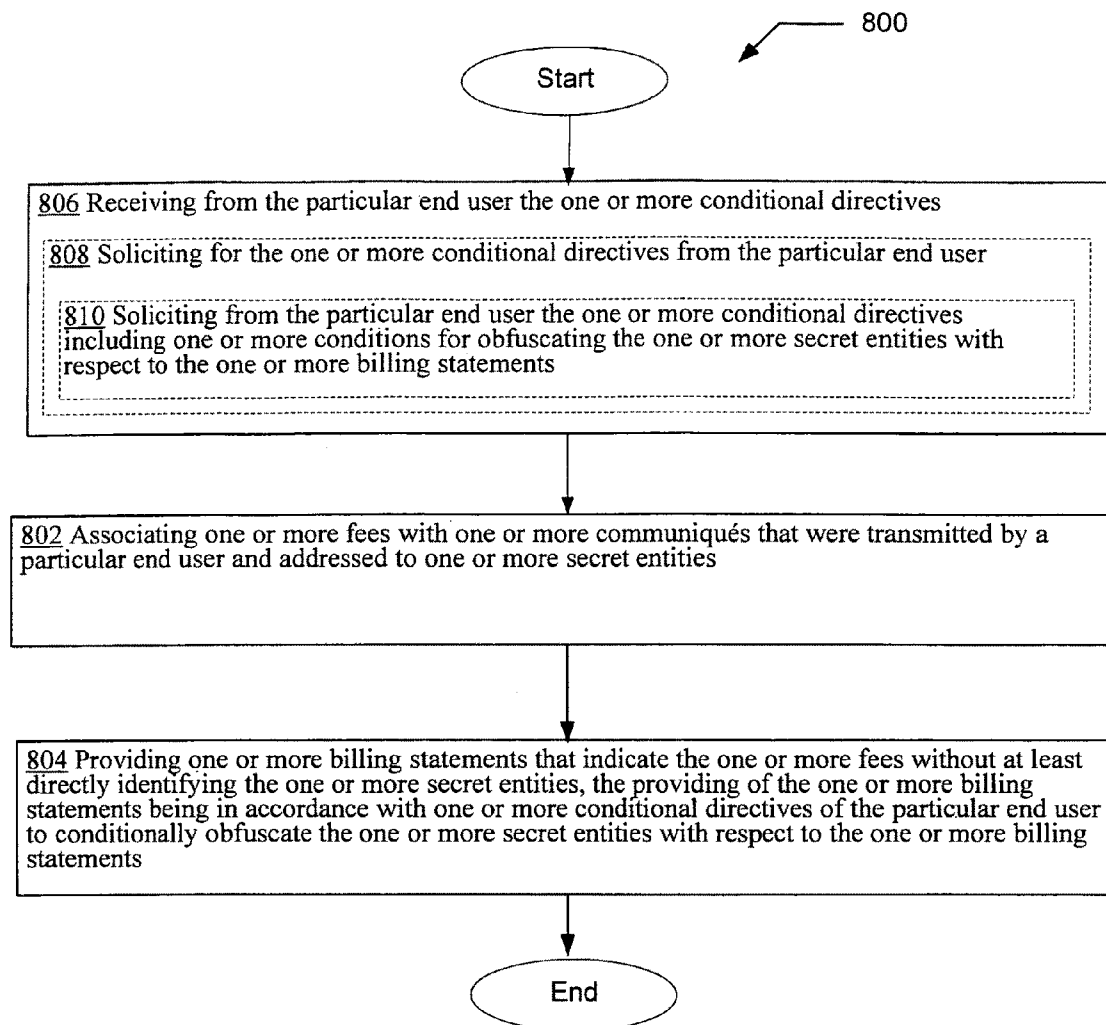 800
Start
806 Receiving from the particular end user the one or more conditional directives
808 Soliciting for the one or more conditional directives from the particular end user
810 Soliciting from the particular end user the one or more conditional directives
including one or more conditions for obfuscating the one or more secret entities with
respect to the one or more billing statements
802 Associating one or more fees with one or more communiqués that were transmitted by a
particular end user and addressed to one or more secret entities
804 Providing one or more billing statements that indicate the one or more fees without at least
directly identifying the one or more secret entities, the providing of the one or more billing
statements being in accordance with one or more conditional directives of the particular end user
to conditionally obfuscate the one or more secret entities with respect to the one or more billing
statements
End